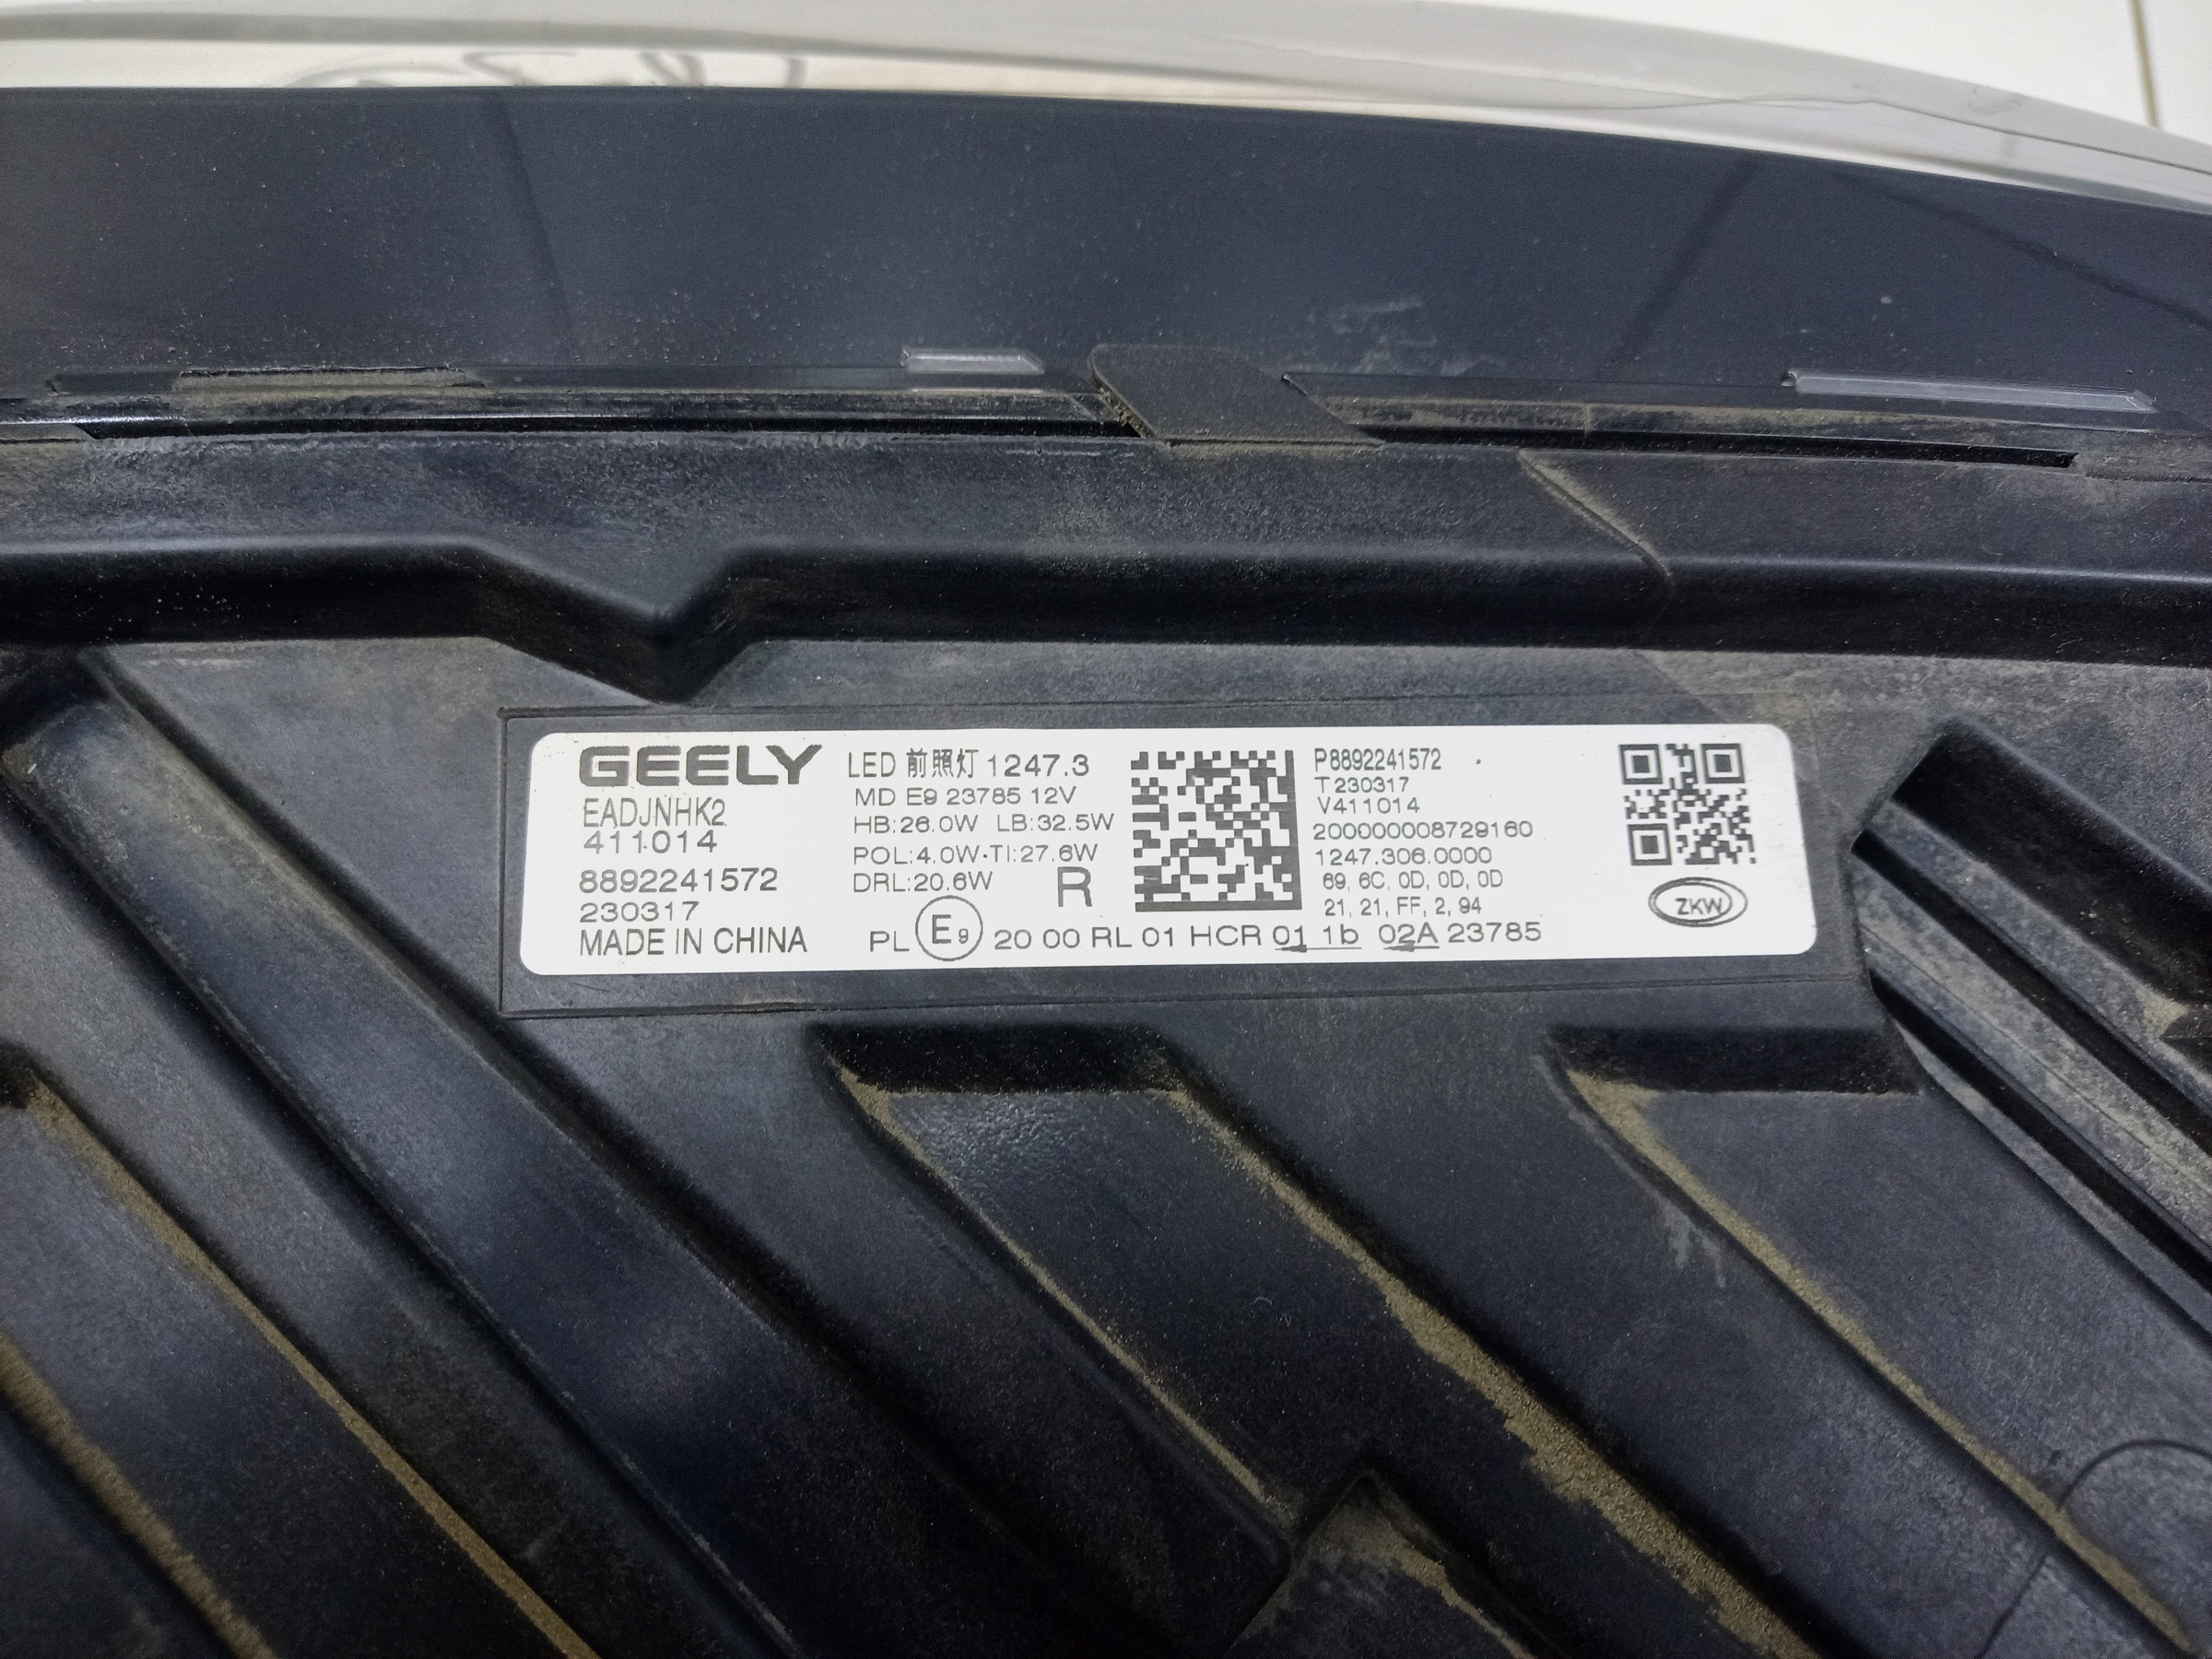 GEELY
EADJNHK2
411014
8892241572
230317
MADE IN CHINA
LED 前照灯 1247.3
MD E9 23785 12V
HB:26.0W LB:32.5W
POL:4.0W·TI:27.6W
DRL:20.6W R
PL E9 20 00 RL 01 HCR 01 1b 02A 23785
P8892241572
T230317
V411014
200000008729160
1247.306.0000
69, 6C, 0D, 0D, 0D
21, 21, FF, 2, 94
ZKW